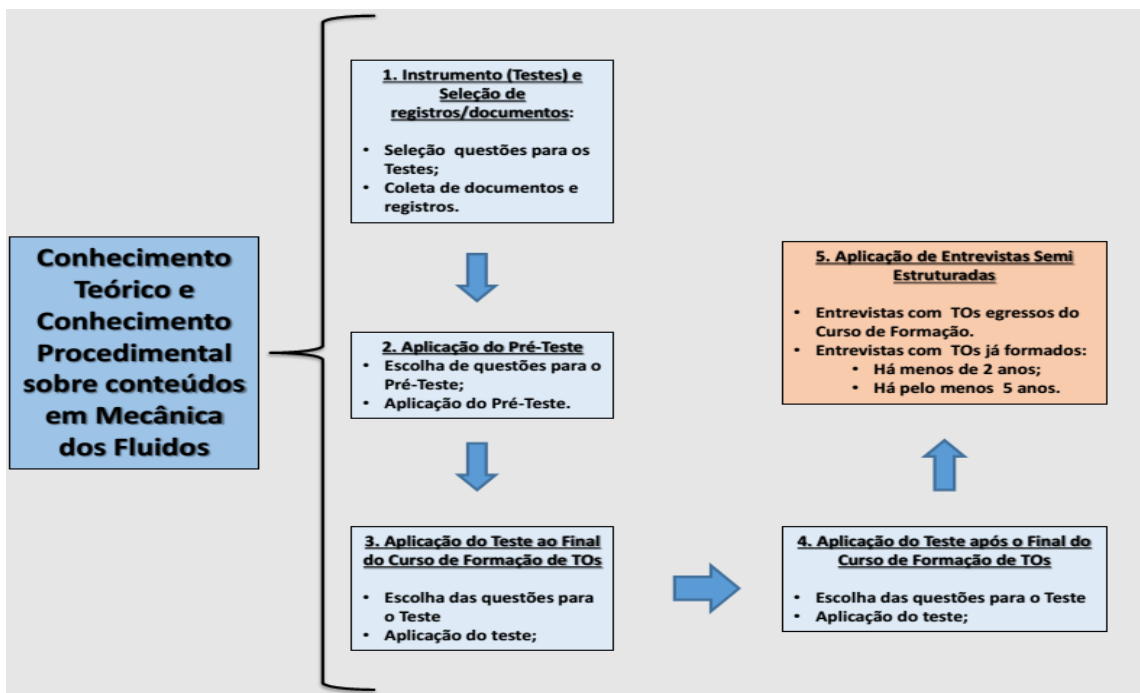 Conhecimento
Teórico e
Conhecimento
Procedimental
sobre conteúdos
em Mecânica
dos Fluidos
1. Instrumento (Testes) e
Seleção de
registros/documentos:
• Seleção questões para os
Testes;
• Coleta de documentos e
registros.
2. Aplicação do Pré-Teste
• Escolha de questões para o
Pré-Teste;
• Aplicação do Pré-Teste.
3. Aplicação do Teste ao Final
do Curso de Formação de TOs
• Escolha das questões para
o Teste
• Aplicação do teste;
4. Aplicação do Teste após o Final do
Curso de Formação de TOs
• Escolha das questões para o Teste
• Aplicação do teste;
5. Aplicação de Entrevistas Semi
Estruturadas
• Entrevistas com TOs egressos do
Curso de Formação.
• Entrevistas com TOs já formados:
• Há menos de 2 anos;
• Há pelo menos 5 anos.